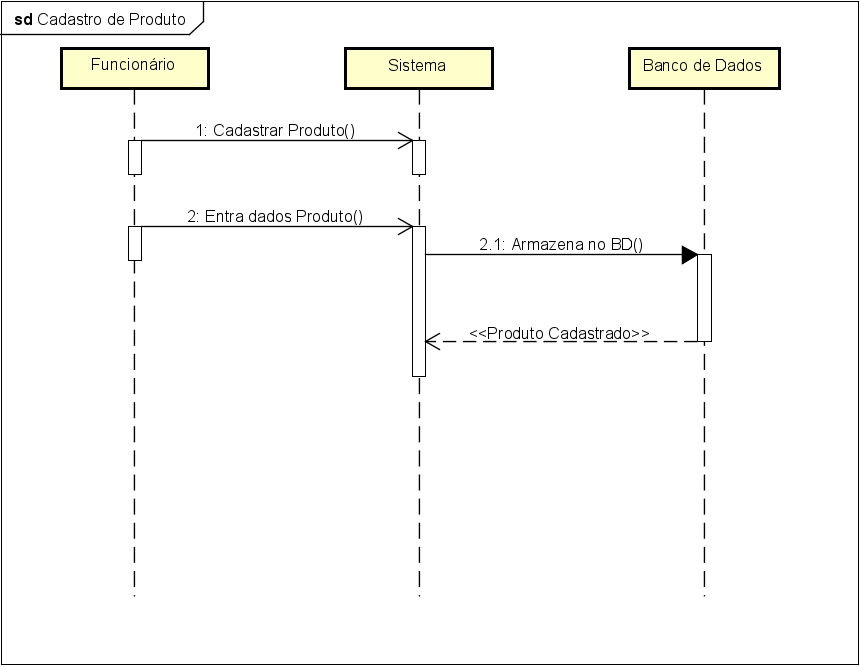 sd Cadastro de Produto
Funcionário
Sistema
Banco de Dados
1: Cadastrar Produto()
2: Entra dados Produto()
2.1: Armazena no BD()
<<Produto Cadastrado>>